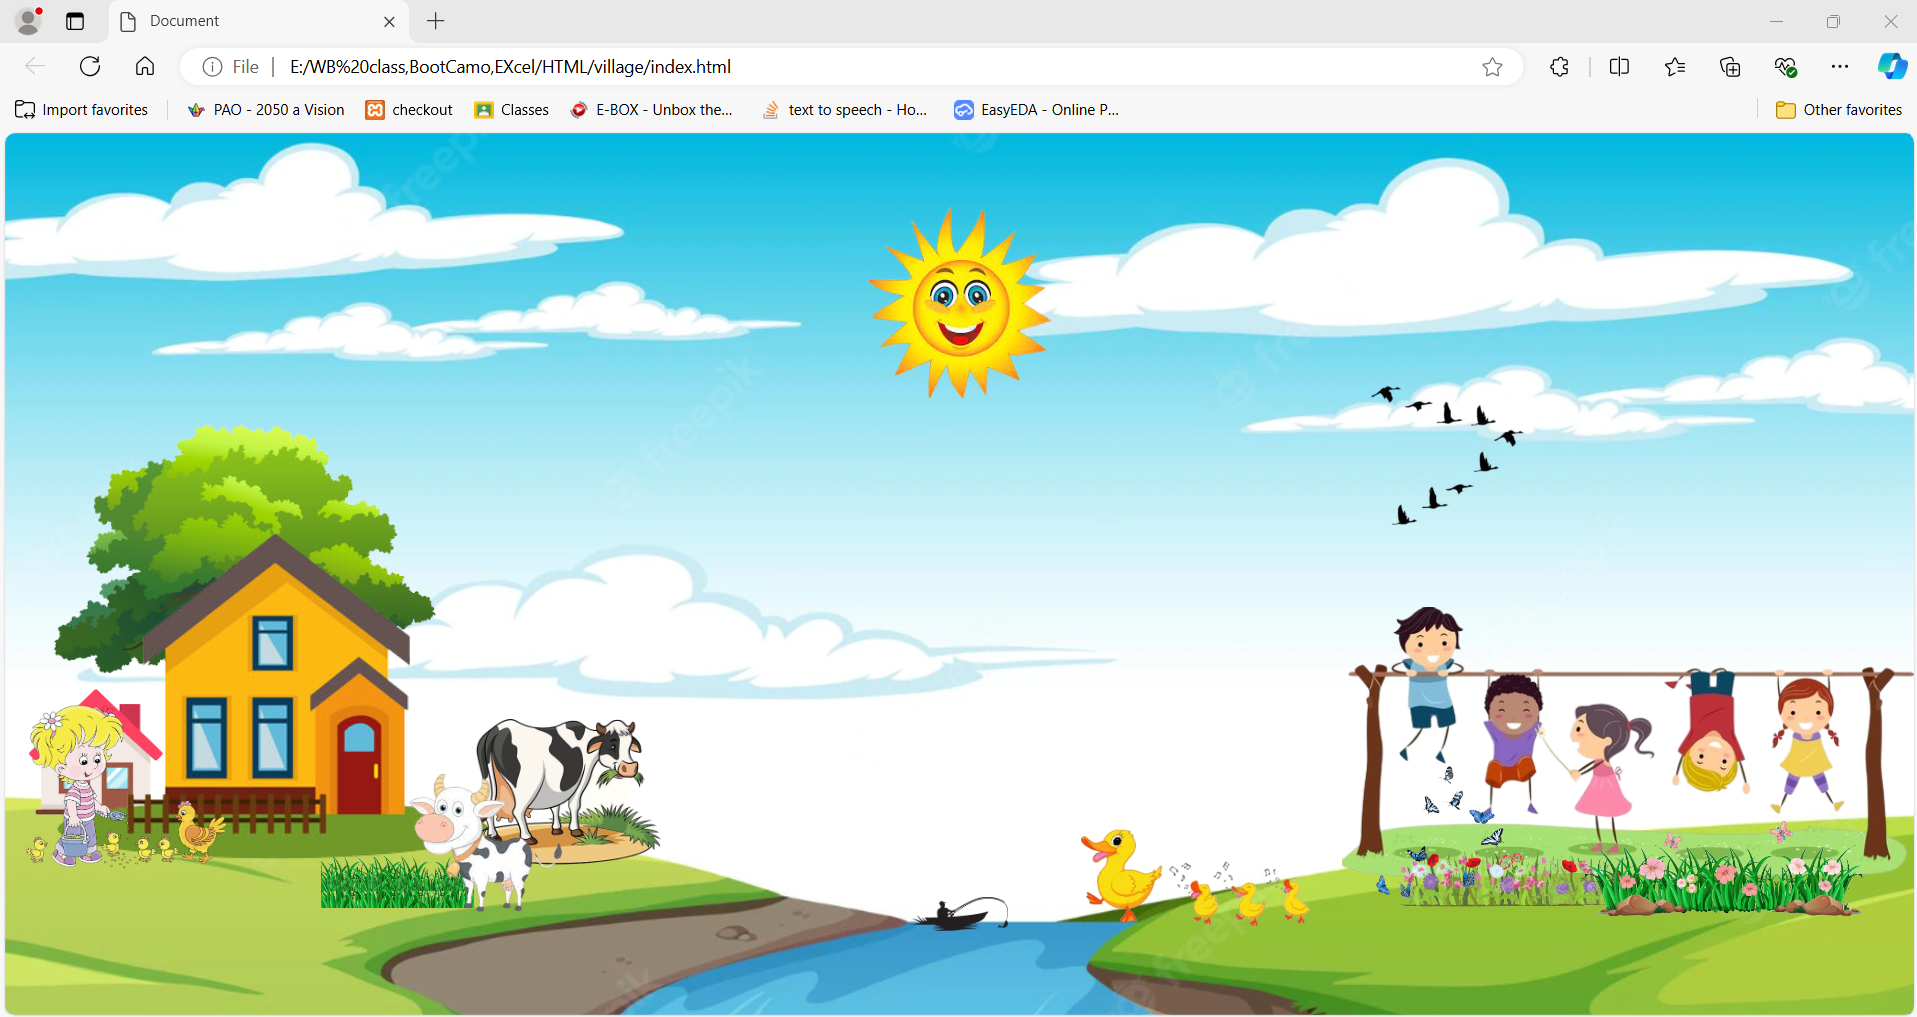 Document
File
E:/WB%20class,BootCamo,EXcel/HTML/village/index.html
Import favorites
PAO - 2050 a Vision
checkout
Classes
E-BOX - Unbox the...
text to speech - Ho...
EasyEDA - Online P...
Other favorites
freepik
freepik